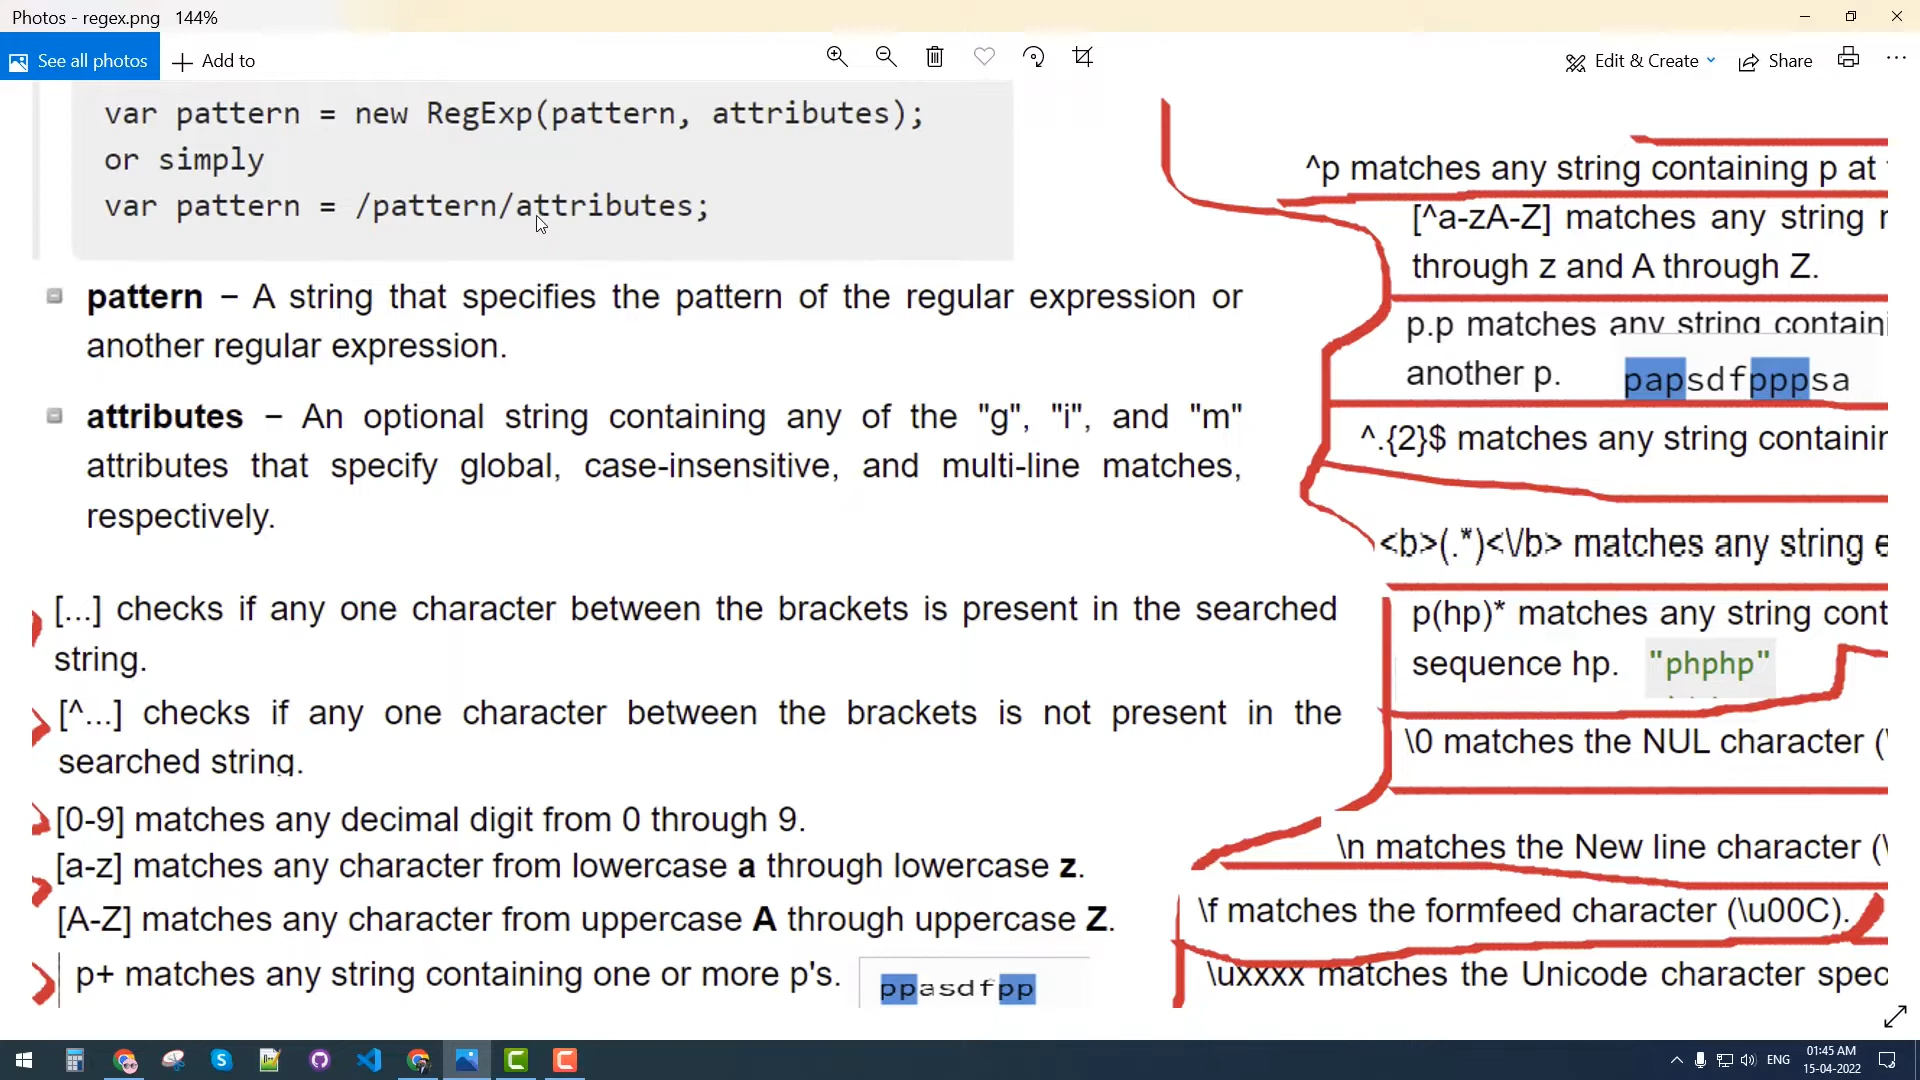 Photos - regex.png 144%
See all photos
Add to
Edit & Create
Share
var pattern = new RegExp(pattern, attributes);
or simply
var pattern = /pattern/attributes;
pattern – A string that specifies the pattern of the regular expression or
another regular expression.
attributes – An optional string containing any of the "g", "i", and "m"
attributes that specify global, case-insensitive, and multi-line matches,
respectively.
[...] checks if any one character between the brackets is present in the searched
string.
[^...] checks if any one character between the brackets is not present in the
searched string.
[0-9] matches any decimal digit from 0 through 9.
[a-z] matches any character from lowercase a through lowercase z.
[A-Z] matches any character from uppercase A through uppercase Z.
p+ matches any string containing one or more p's.
ppasdfpp
^p matches any string containing p at
[^a-zA-Z] matches any string
through z and A through Z.
p.p matches any string containi
another p.
papsdfpppsa
^.{2}$ matches any string containin
<b>(.*)<\/b> matches any string e
p(hp)* matches any string cont
sequence hp.
"phphp"
\0 matches the NUL character (\
\n matches the New line character (\
\f matches the formfeed character (\u00C).
\uxxxx matches the Unicode character spec
ENG
01:45 AM
15-04-2022